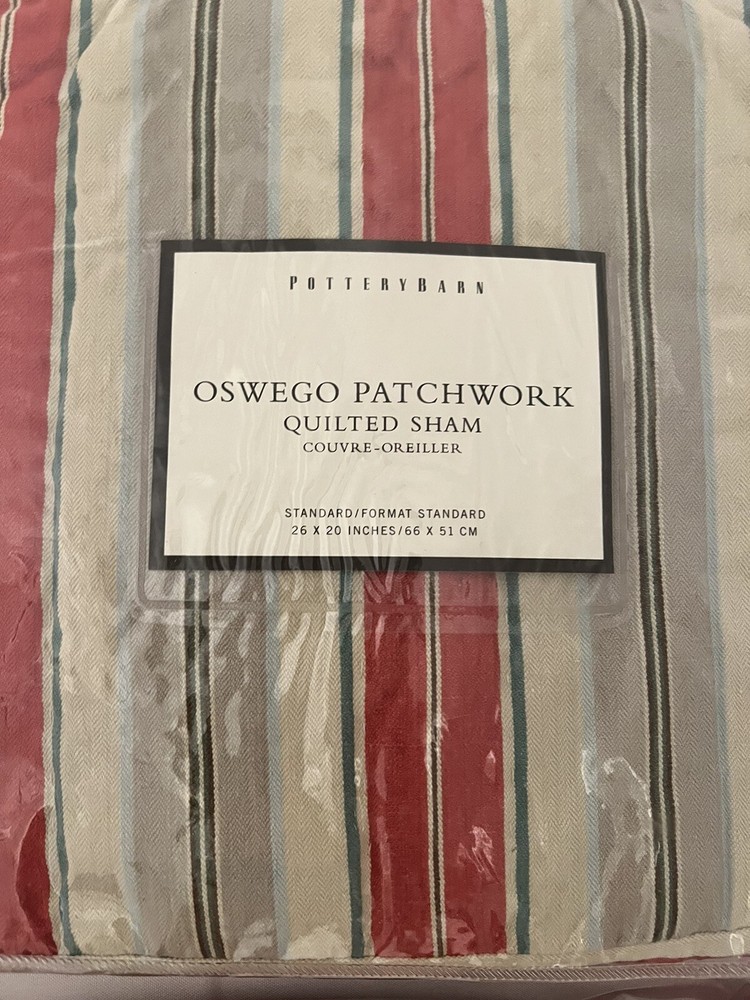 POTTERYBARN
OSWEGO PATCHWORK
QUILTED SHAM
COUVRE-OREILLER
STANDARD/FORMAT STANDARD
26 X 20 INCHES/66 X 51 CM